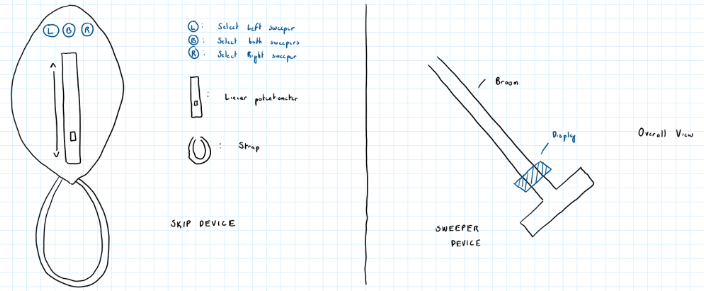 L B R
L : Select Left sweeper
B : Select both sweepers
R : Select Right sweeper
: Linear potentiometer
: Strap
SKIP DEVICE
Broom
Display
Overall View
SWEEPER
DEVICE